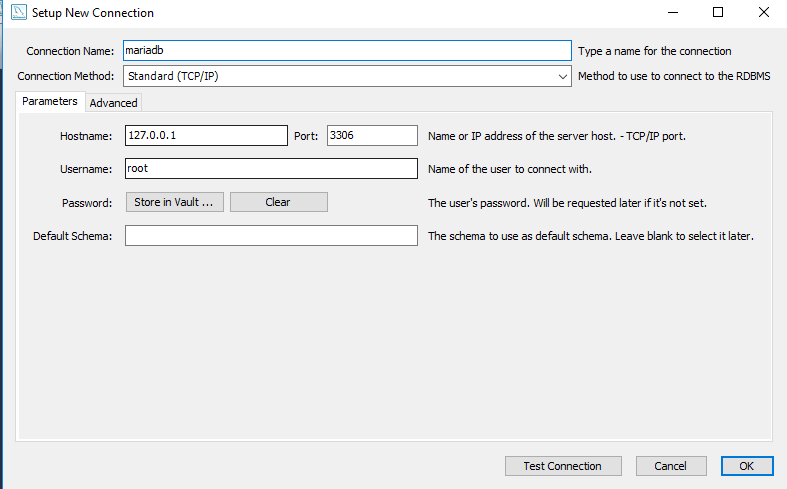 Setup New Connection
Connection Name: mariadb Type a name for the connection
Connection Method: Standard (TCP/IP) Method to use to connect to the RDBMS
Parameters Advanced
Hostname: 127.0.0.1 Port: 3306 Name or IP address of the server host. - TCP/IP port.
Username: root Name of the user to connect with.
Password: Store in Vault ... Clear The user's password. Will be requested later if it's not set.
Default Schema: The schema to use as default schema. Leave blank to select it later.
Test Connection Cancel OK